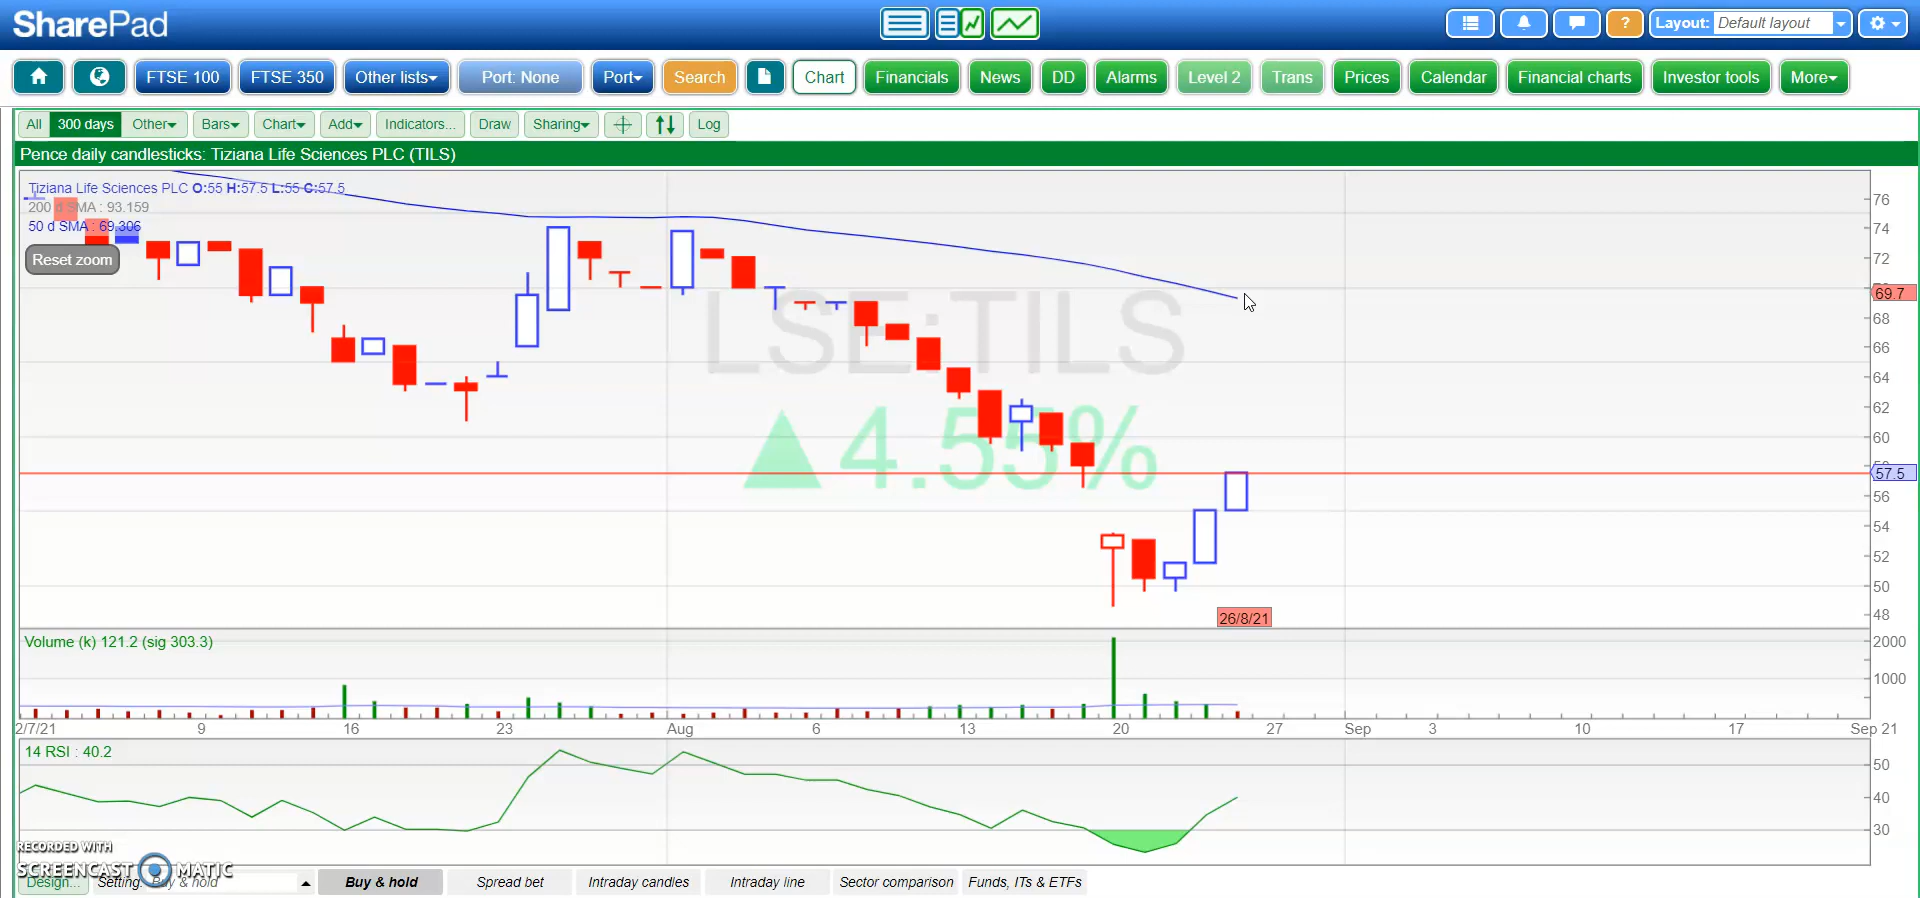 SharePad
Layout: Default layout
FTSE 100 FTSE 350 Other lists Port: None Port Search Chart Financials News DD Alarms Level 2 Trans Prices Calendar Financial charts Investor tools More
All 300 days Other Bars Chart Add Indicators... Draw Sharing Log
Pence daily candlesticks: Tiziana Life Sciences PLC (TILS)
Tiziana Life Sciences PLC O:55 H:57.5 L:55 C:57.5
200 d SMA : 93.159
50 d SMA : 69.306
Reset zoom
LSE:TILS
▲4.55%
76
74
72
69.7
68
66
64
62
60
57.5
56
54
52
50
48
26/8/21
Volume (k) 121.2 (sig 303.3)
2000
1000
2/7/21 9 16 23 Aug 6 13 20 27 Sep 3 10 17 Sep 21
14 RSI : 40.2
50
40
30
RECORDED WITH
SCREENCAST MATIC
Design... Setting: Buy & hold Buy & hold Spread bet Intraday candles Intraday line Sector comparison Funds, ITs & ETFs